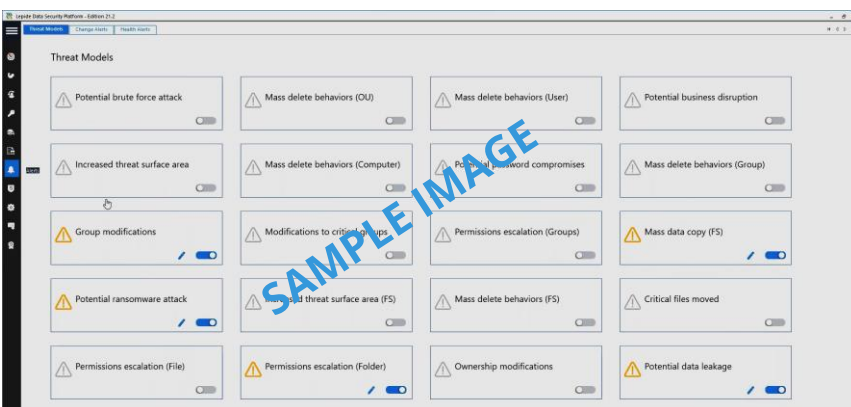 Lepide Data Security Platform - Edition 21.2
Threat Models Change Alerts Health Alerts
Threat Models
Potential brute force attack
Mass delete behaviors (OU)
Mass delete behaviors (User)
Potential business disruption
Alerts
Increased threat surface area
Mass delete behaviors (Computer)
Potential password compromises
Mass delete behaviors (Group)
Group modifications
Modifications to critical groups
Permissions escalation (Groups)
Mass data copy (FS)
Potential ransomware attack
Increased threat surface area (FS)
Mass delete behaviors (FS)
Critical files moved
Permissions escalation (File)
Permissions escalation (Folder)
Ownership modifications
Potential data leakage
SAMPLE IMAGE